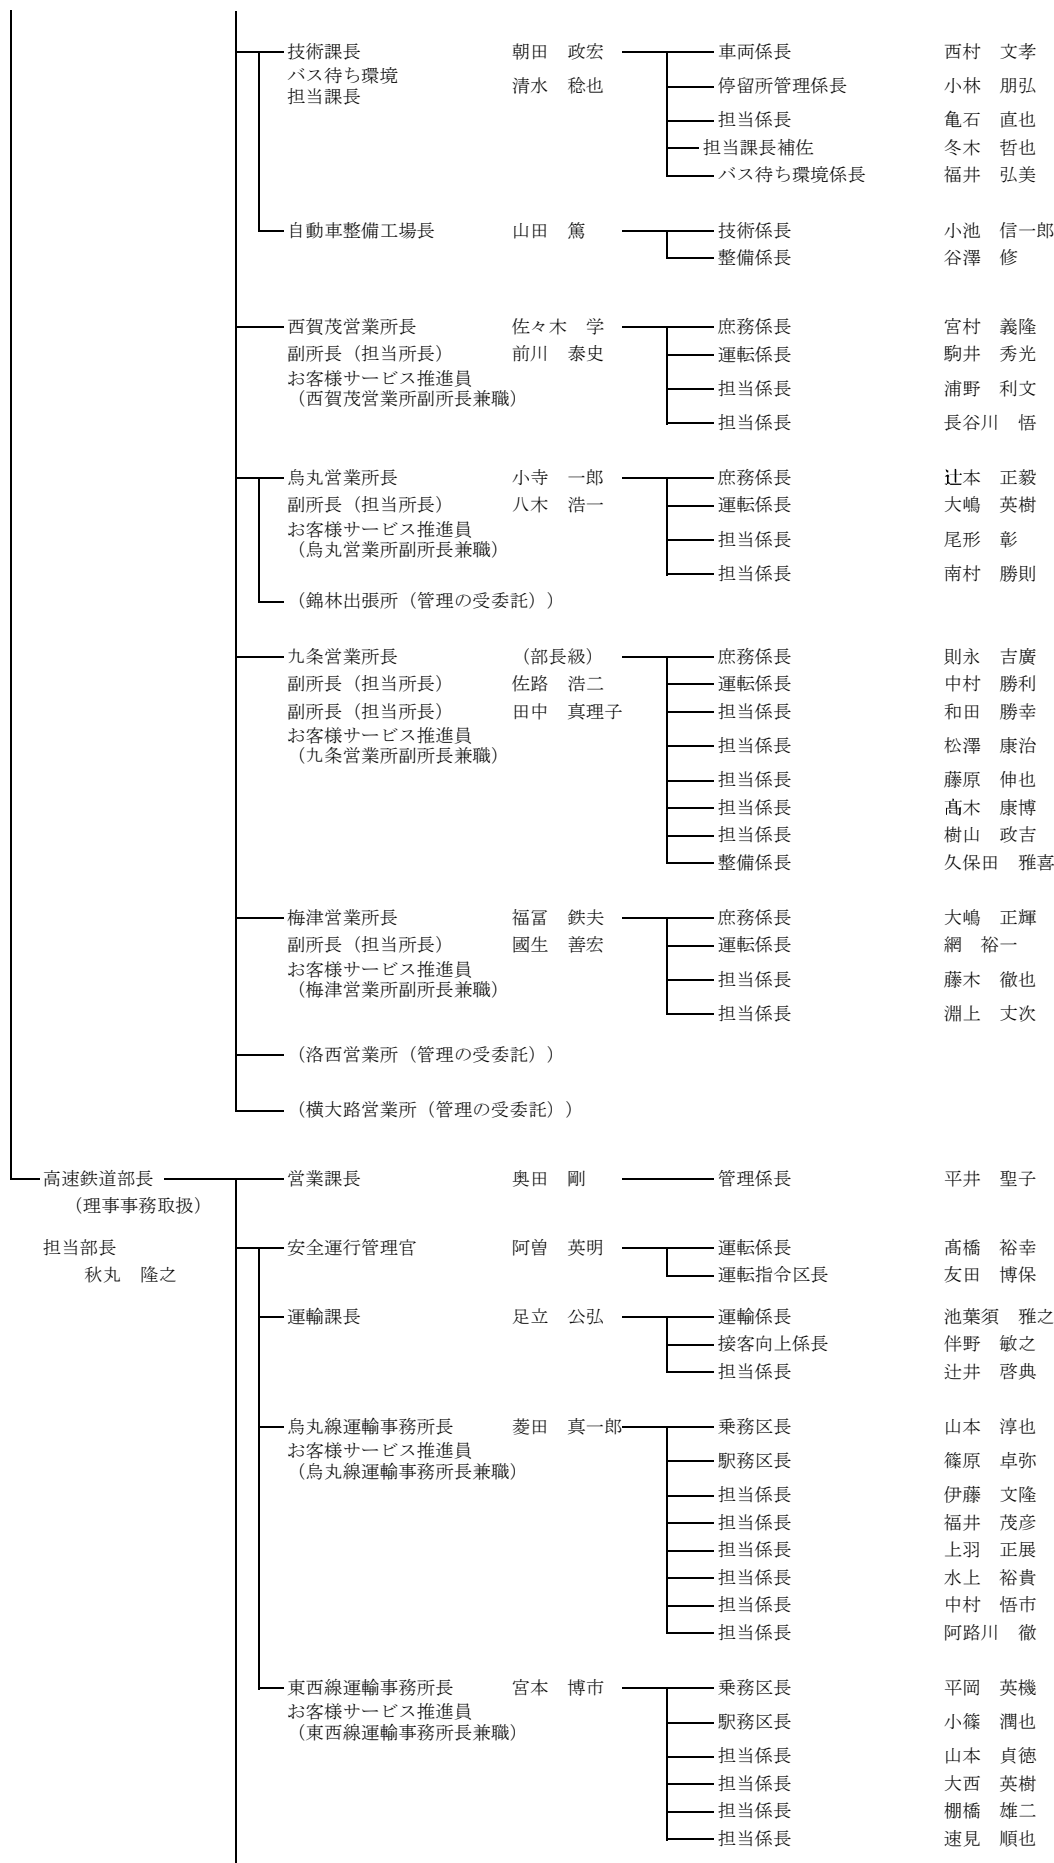 技術課長 朝田 政宏 車両係長 西村 文孝
バス待ち環境
担当課長 清水 稔也 停留所管理係長 小林 朋弘
担当係長 亀石 直也
担当課長補佐 冬木 哲也
バス待ち環境係長 福井 弘美
自動車整備工場長 山田 篤 技術係長 小池 信一郎
整備係長 谷澤 修
西賀茂営業所長 佐々木 学 庶務係長 宮村 義隆
副所長（担当所長） 前川 泰史 運転係長 駒井 秀光
お客様サービス推進員
（西賀茂営業所副所長兼職） 担当係長 浦野 利文
担当係長 長谷川 悟
烏丸営業所長 小寺 一郎 庶務係長 辻本 正毅
副所長（担当所長） 八木 浩一 運転係長 大嶋 英樹
お客様サービス推進員
（烏丸営業所副所長兼職） 担当係長 尾形 彰
担当係長 南村 勝則
（錦林出張所（管理の受委託））
九条営業所長 （部長級） 庶務係長 則永 吉廣
副所長（担当所長） 佐路 浩二 運転係長 中村 勝利
副所長（担当所長） 田中 真理子 担当係長 和田 勝幸
お客様サービス推進員
（九条営業所副所長兼職） 担当係長 松澤 康治
担当係長 藤原 伸也
担当係長 髙木 康博
担当係長 樹山 政吉
整備係長 久保田 雅喜
梅津営業所長 福冨 鉄夫 庶務係長 大嶋 正輝
副所長（担当所長） 國生 善宏 運転係長 網 裕一
お客様サービス推進員
（梅津営業所副所長兼職） 担当係長 藤木 徹也
担当係長 淵上 丈次
（洛西営業所（管理の受委託））
（横大路営業所（管理の受委託））
高速鉄道部長 営業課長 奥田 剛 管理係長 平井 聖子
（理事事務取扱）
担当部長 安全運行管理官 阿曽 英明 運転係長 髙橋 裕幸
秋丸 隆之 運転指令区長 友田 博保
運輸課長 足立 公弘 運輸係長 池葉須 雅之
接客向上係長 伴野 敏之
担当係長 辻井 啓典
烏丸線運輸事務所長 菱田 真一郎 乗務区長 山本 淳也
お客様サービス推進員
（烏丸線運輸事務所長兼職） 駅務区長 篠原 卓弥
担当係長 伊藤 文隆
担当係長 福井 茂彦
担当係長 上羽 正展
担当係長 水上 裕貴
担当係長 中村 悟市
担当係長 阿路川 徹
東西線運輸事務所長 宮本 博市 乗務区長 平岡 英機
お客様サービス推進員
（東西線運輸事務所長兼職） 駅務区長 小篠 潤也
担当係長 山本 貞徳
担当係長 大西 英樹
担当係長 棚橋 雄二
担当係長 速見 順也